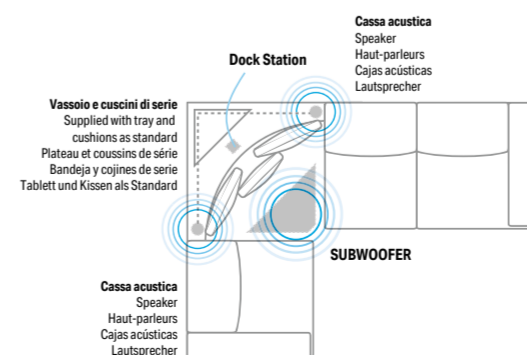 Cassa acustica
Speaker
Haut-parleurs
Cajas acústicas
Lautsprecher
Dock Station
Vassoio e cuscini di serie
Supplied with tray and
cushions as standard
Plateau et coussins de série
Bandeja y cojines de serie
Tablett und Kissen als Standard
SUBWOOFER
Cassa acustica
Speaker
Haut-parleurs
Cajas acústicas
Lautsprecher